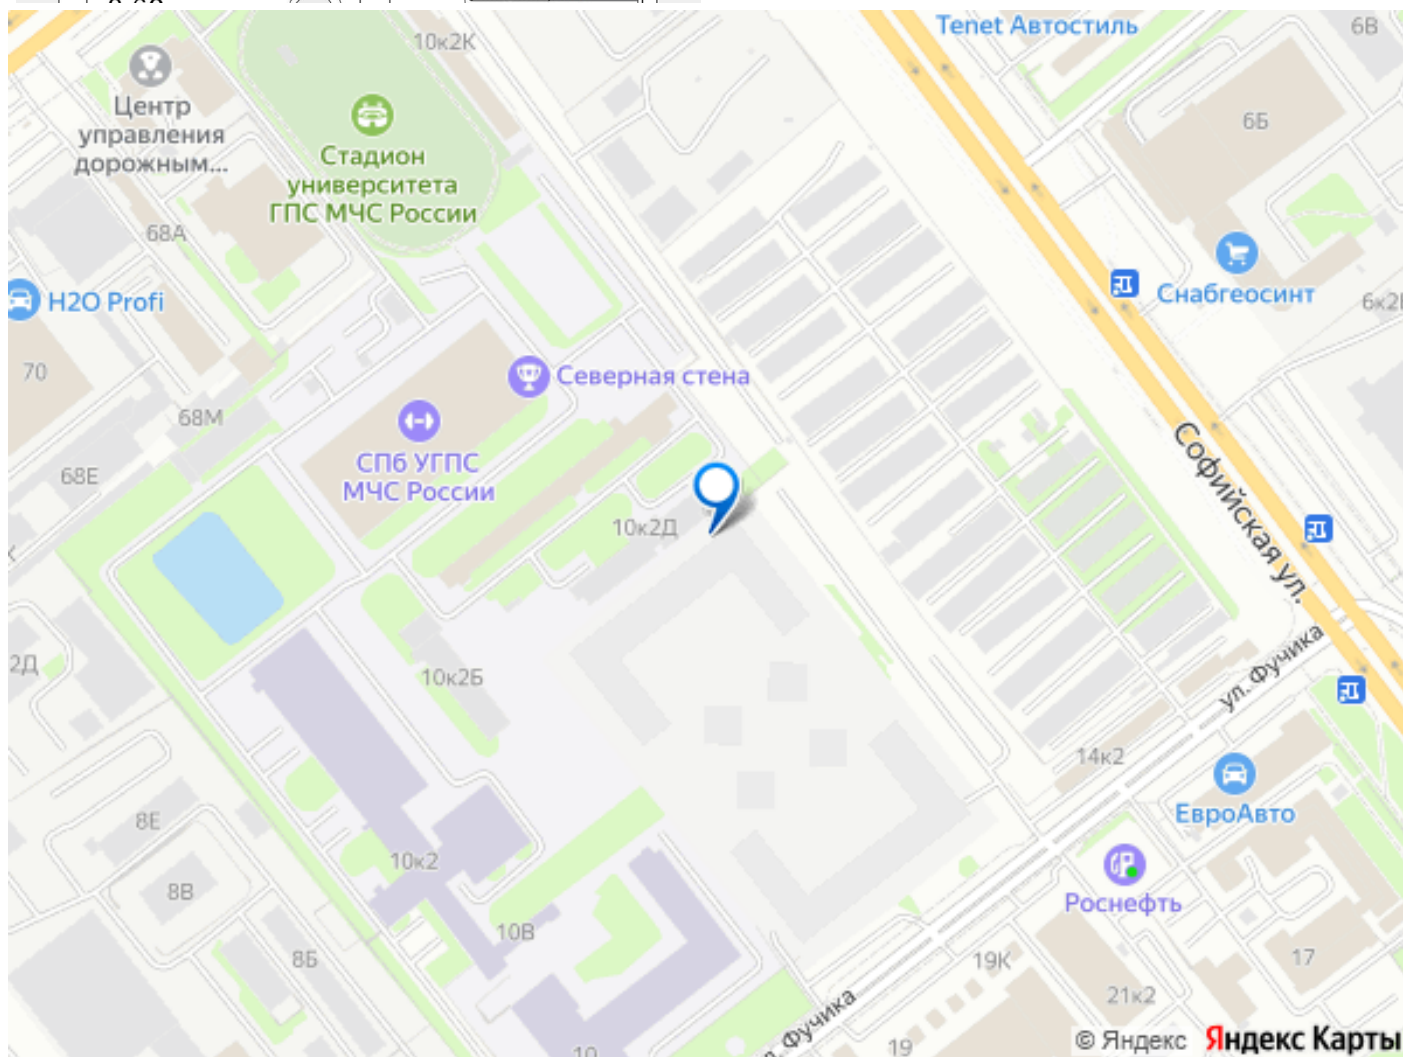 Tenet Автостиль
6В
10к2К
Центр
управления
дорожным...
6Б
Стадион
университета
ГПС МЧС России
68А
H2O Profi
Снабгеосинт
70
Северная стена
68М
СПб УГПС
МЧС России
68Е
10к2Д
Софийская ул.
2Д
10к2Б
ул. Фучика
14к2
ЕвроАвто
8Е
10к2
8В
Роснефть
10В
8Б
19К
17
21к2
Фучика
10
19
© Яндекс Яндекс Карты